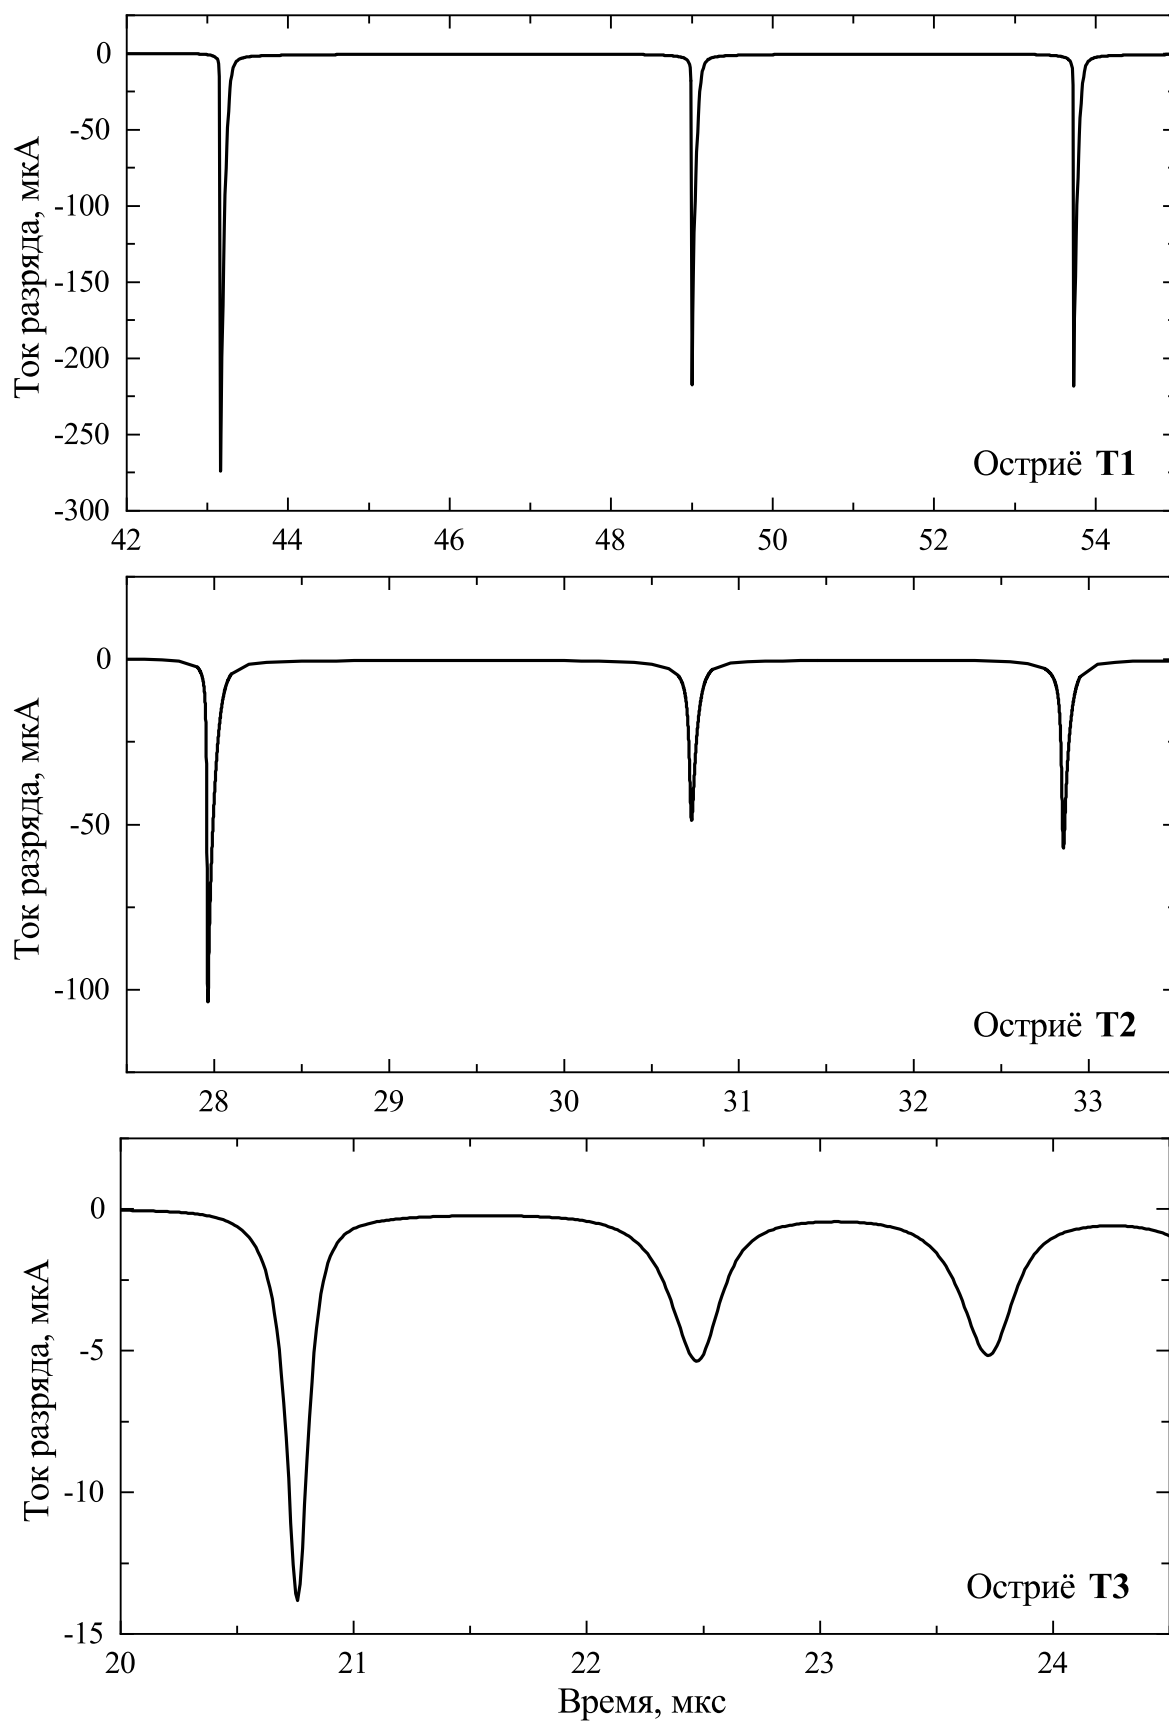 Ток разряда, мкА
0
-50
-100
-150
-200
-250
-300
Остриё T1
42 44 46 48 50 52 54
Ток разряда, мкА
0
-50
-100
Остриё T2
28 29 30 31 32 33
Ток разряда, мкА
0
-5
-10
-15
Остриё T3
20 21 22 23 24
Время, мкс